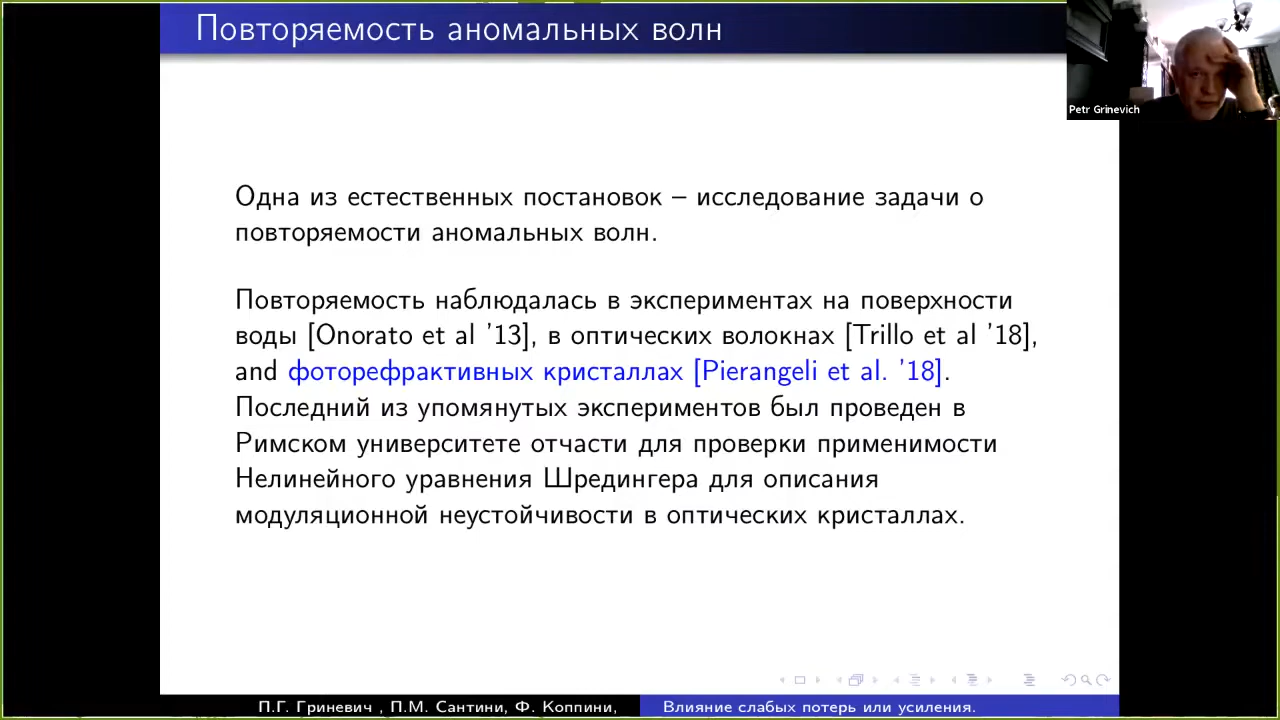 Повторяемость аномальных волн
Petr Grinevich
Одна из естественных постановок – исследование задачи о
повторяемости аномальных волн.
Повторяемость наблюдалась в экспериментах на поверхности
воды [Onorato et al '13], в оптических волокнах [Trillo et al '18],
and фоторефрактивных кристаллах [Pierangeli et al. '18].
Последний из упомянутых экспериментов был проведен в
Римском университете отчасти для проверки применимости
Нелинейного уравнения Шредингера для описания
модуляционной неустойчивости в оптических кристаллах.
П.Г. Гриневич , П.М. Сантини, Ф. Коппини,
Влияние слабых потерь или усиления.